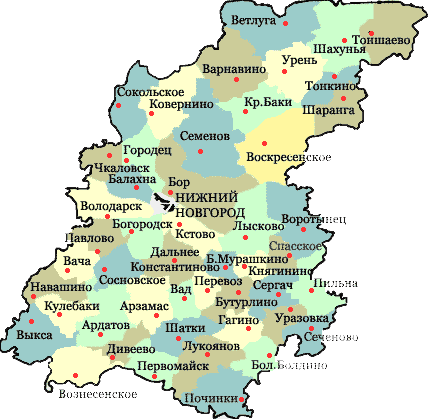 Ветлуга
Тоншаево
Шахунья
Урень
Варнавино
Тонкино
Сокольское
Ковернино
Кр.Баки
Шаранга
Семенов
Городец
Воскресенское
Чкаловск
Балахна
Бор
НИЖНИЙ
НОВГОРОД
Володарск
Воротынец
Богородск
Кстово
Лысково
Павлово
Спасское
Дальнее
Константиново
Б.Мурашкино
Княгинино
Вача
Сосновское
Навашино
Вад
Перевоз
Сергач
Пильна
Бутурлино
Кулебаки
Арзамас
Уразовка
Гагино
Выкса
Ардатов
Шатки
Сеченово
Дивеево
Лукоянов
Первомайск
Бол.Болдино
Вознесенское
Починки